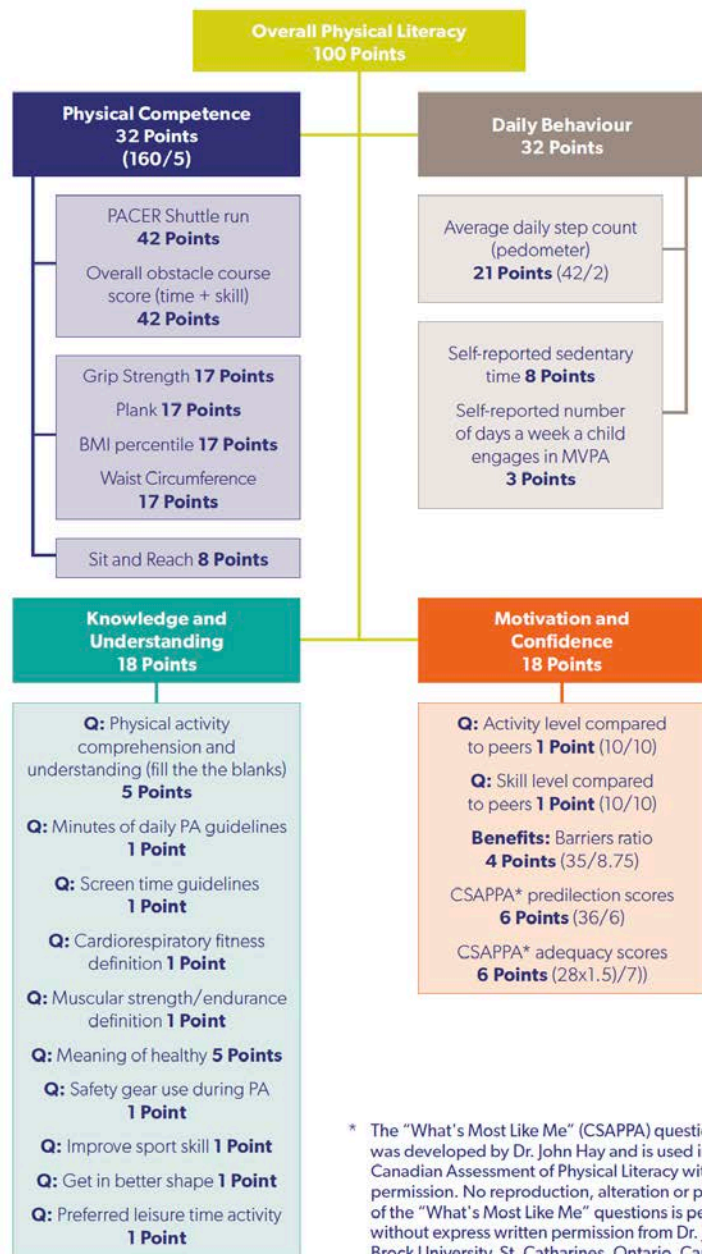 Overall Physical Literacy
100 Points
Physical Competence
32 Points
(160/5)
PACER Shuttle run
42 Points
Overall obstacle course
score (time + skill)
42 Points
Grip Strength 17 Points
Plank 17 Points
BMI percentile 17 Points
Waist Circumference
17 Points
Sit and Reach 8 Points
Daily Behaviour
32 Points
Average daily step count
(pedometer)
21 Points (42/2)
Self-reported sedentary
time 8 Points
Self-reported number
of days a week a child
engages in MVPA
3 Points
Knowledge and
Understanding
18 Points
Q: Physical activity
comprehension and
understanding (fill the the blanks)
5 Points
Q: Minutes of daily PA guidelines
1 Point
Q: Screen time guidelines
1 Point
Q: Cardiorespiratory fitness
definition 1 Point
Q: Muscular strength/endurance
definition 1 Point
Q: Meaning of healthy 5 Points
Q: Safety gear use during PA
1 Point
Q: Improve sport skill 1 Point
Q: Get in better shape 1 Point
Q: Preferred leisure time activity
1 Point
Motivation and
Confidence
18 Points
Q: Activity level compared
to peers 1 Point (10/10)
Q: Skill level compared
to peers 1 Point (10/10)
Benefits: Barriers ratio
4 Points (35/8.75)
CSAPPA* predilection scores
6 Points (36/6)
CSAPPA* adequacy scores
6 Points (28x1.5)/7))
* The "What's Most Like Me" (CSAPPA)
was developed by Dr. John Hay and is used
Canadian Assessment of Physical Literacy
permission. No reproduction, alteration or
of the "What's Most Like Me" questions is
without express written permission from Dr.
Brock University, St. Catharines, Ontario,